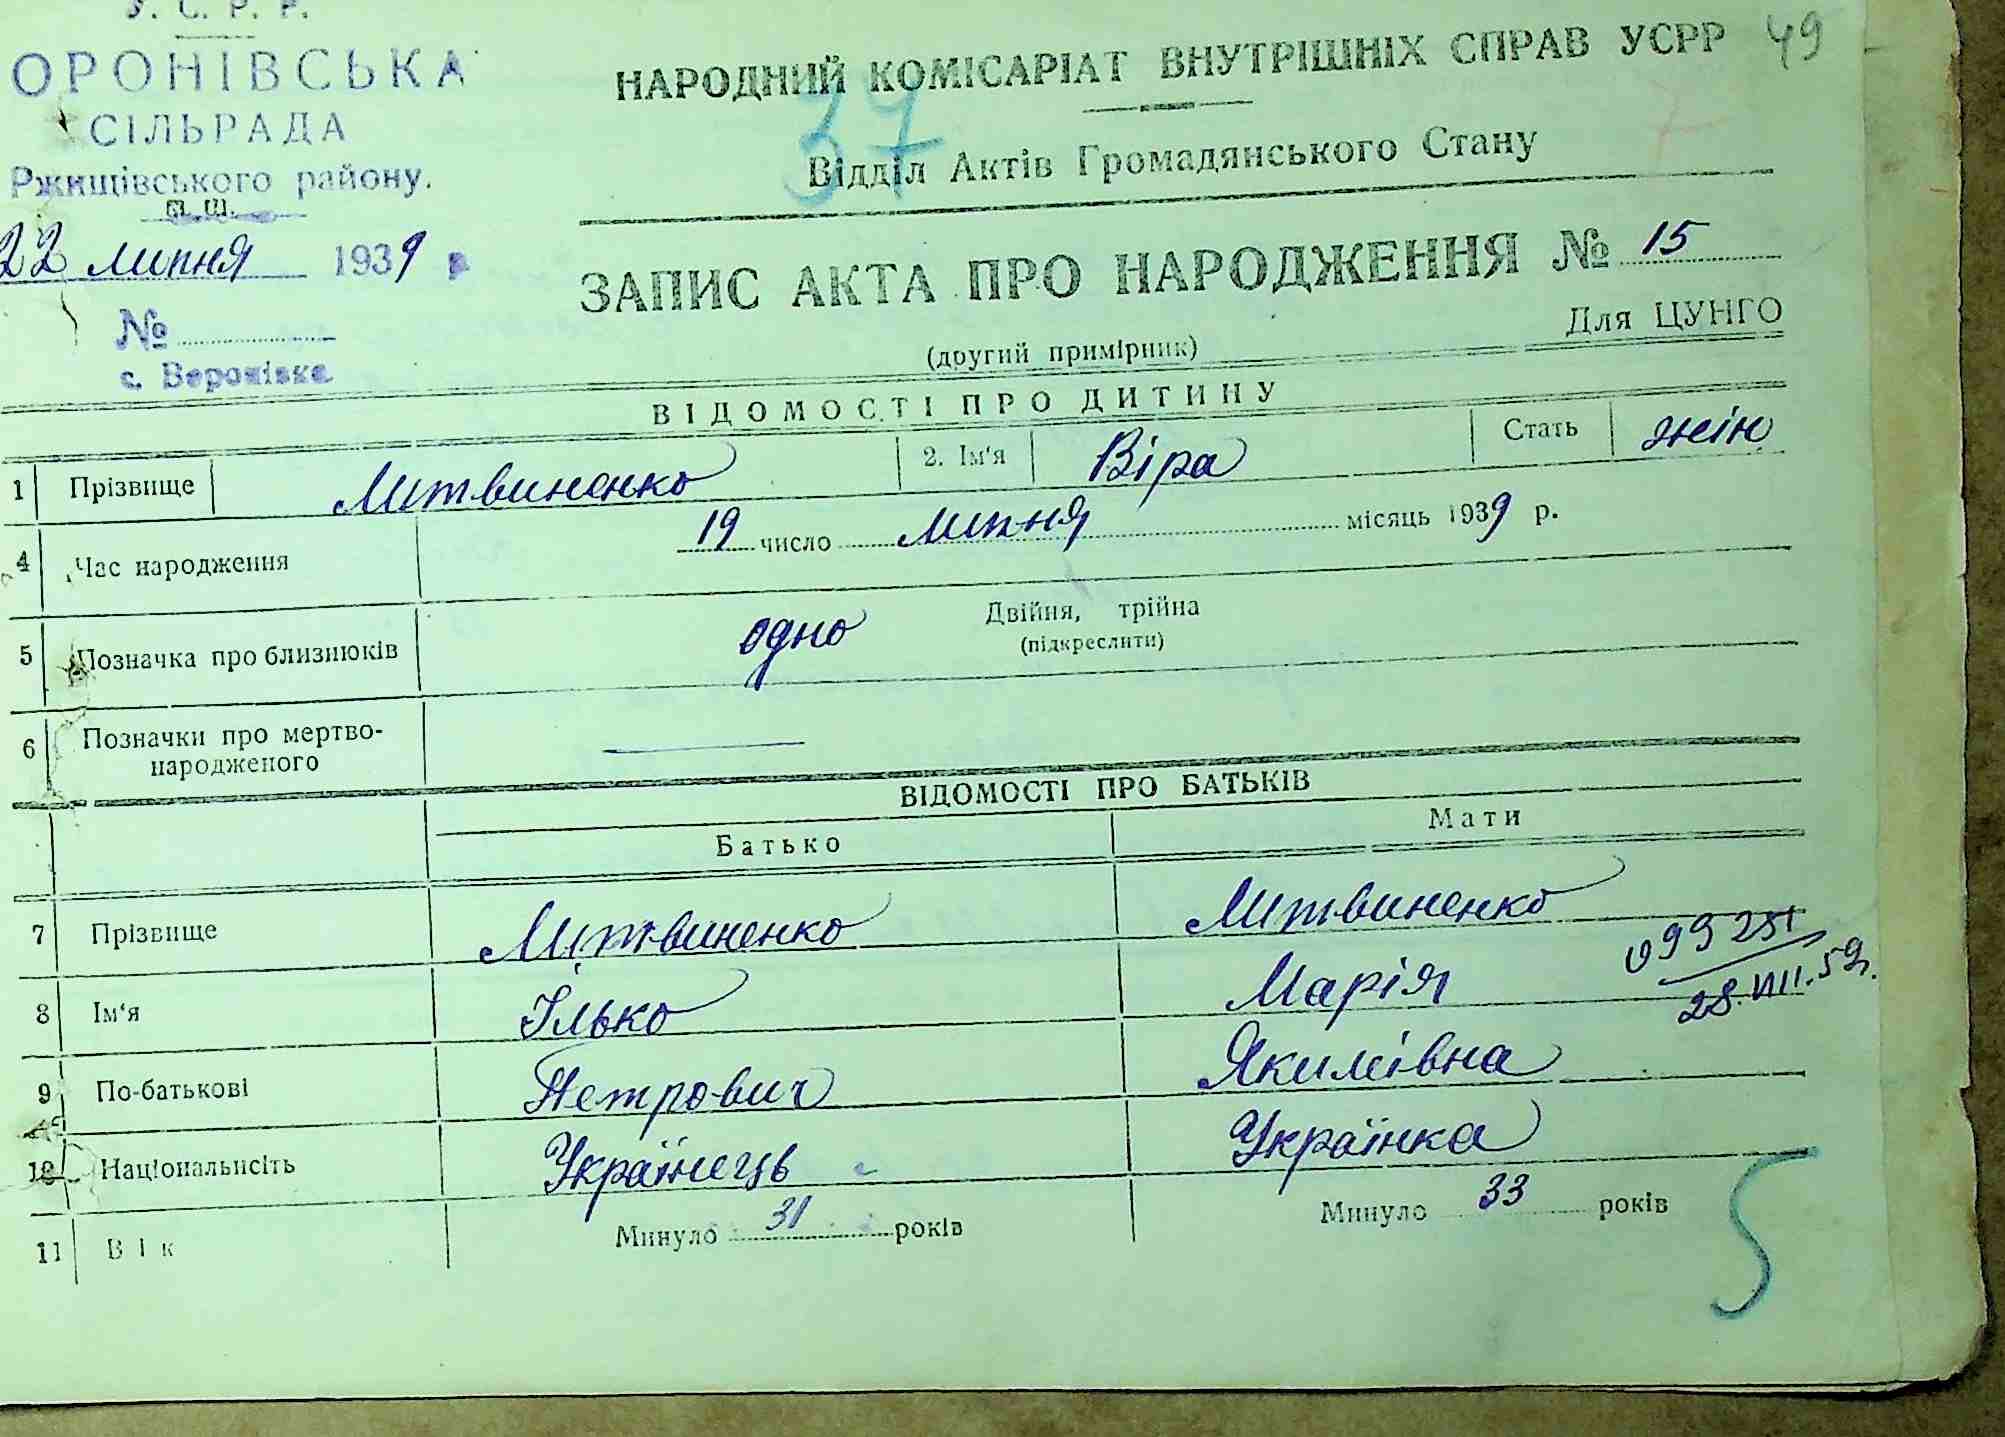 У. С. Р. Р.
ОРОНІВСЬКА
СІЛЬРАДА
Ржищівського району.
22 липня 1939 р
№
с. Воронівка
НАРОДНИЙ КОМІСАРІАТ ВНУТРІШНІХ СПРАВ УСРР 49
37
Відділ Актів Громадянського Стану
ЗАПИС АКТА ПРО НАРОДЖЕННЯ № 15
(другий примірник) Для ЦУНГО
ВІДОМОСТІ ПРО ДИТИНУ
1 Прізвище Литвиненко 2. Ім'я Віра Стать жін.
4 Час народження 19 число липня місяць 1939 р.
5 Позначка про близнюків одно Двійня, трійна
(підкреслити)
6 Позначки про мертво-
народженого —
ВІДОМОСТІ ПРО БАТЬКІВ
Батько Мати
7 Прізвище Литвиненко Литвиненко
8 Ім'я Ілько Марія
099251
28.VIII.59р.
9 По-батькові Петрович Якимівна
10 Національність Українець Українка
11 Вік Минуло 31 років Минуло 33 років
5